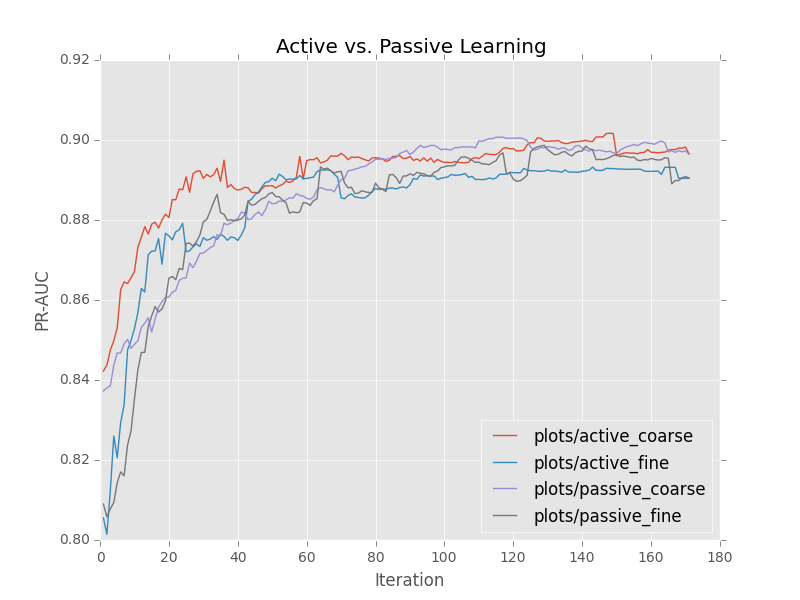 Active vs. Passive Learning
0.92
0.90
0.88
0.86
0.84
0.82
0.80
PR-AUC
plots/active_coarse
plots/active_fine
plots/passive_coarse
plots/passive_fine
0 20 40 60 80 100 120 140 160 180
Iteration